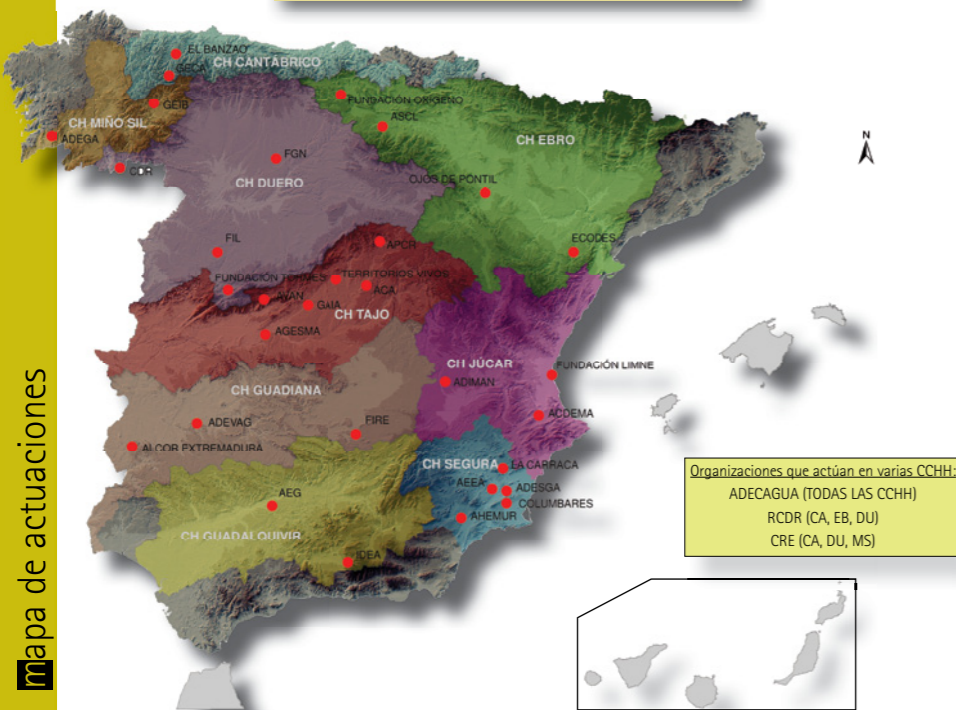 mapa de actuaciones
EL BANZAO
CH CANTÁBRICO
GECA
GEIB
FUNDACIÓN OXÍGENO
CH MIÑO SIL
ASCL
ADEGA
CH EBRO
N
FGN
CDR
CH DUERO
OJOS DE PONTIL
FIL
APCR
ECODES
FUNDACIÓN TORMES
TERRITORIOS VIVOS
ACA
AVAN
GAIA
CH TAJO
AGESMA
CH JÚCAR
FUNDACIÓN LIMNE
ADIMAN
CH GUADIANA
ADEVAG
FIRE
ACDEMA
ALCOR EXTREMADURA
CH SEGURA
LA CARRACA
AEEA
ADESGA
COLUMBARES
AHEMUR
AEG
CH GUADALQUIVIR
IDEA
Organizaciones que actúan en varias CCHH:
ADECAGUA (TODAS LAS CCHH)
RCDR (CA, EB, DU)
CRE (CA, DU, MS)